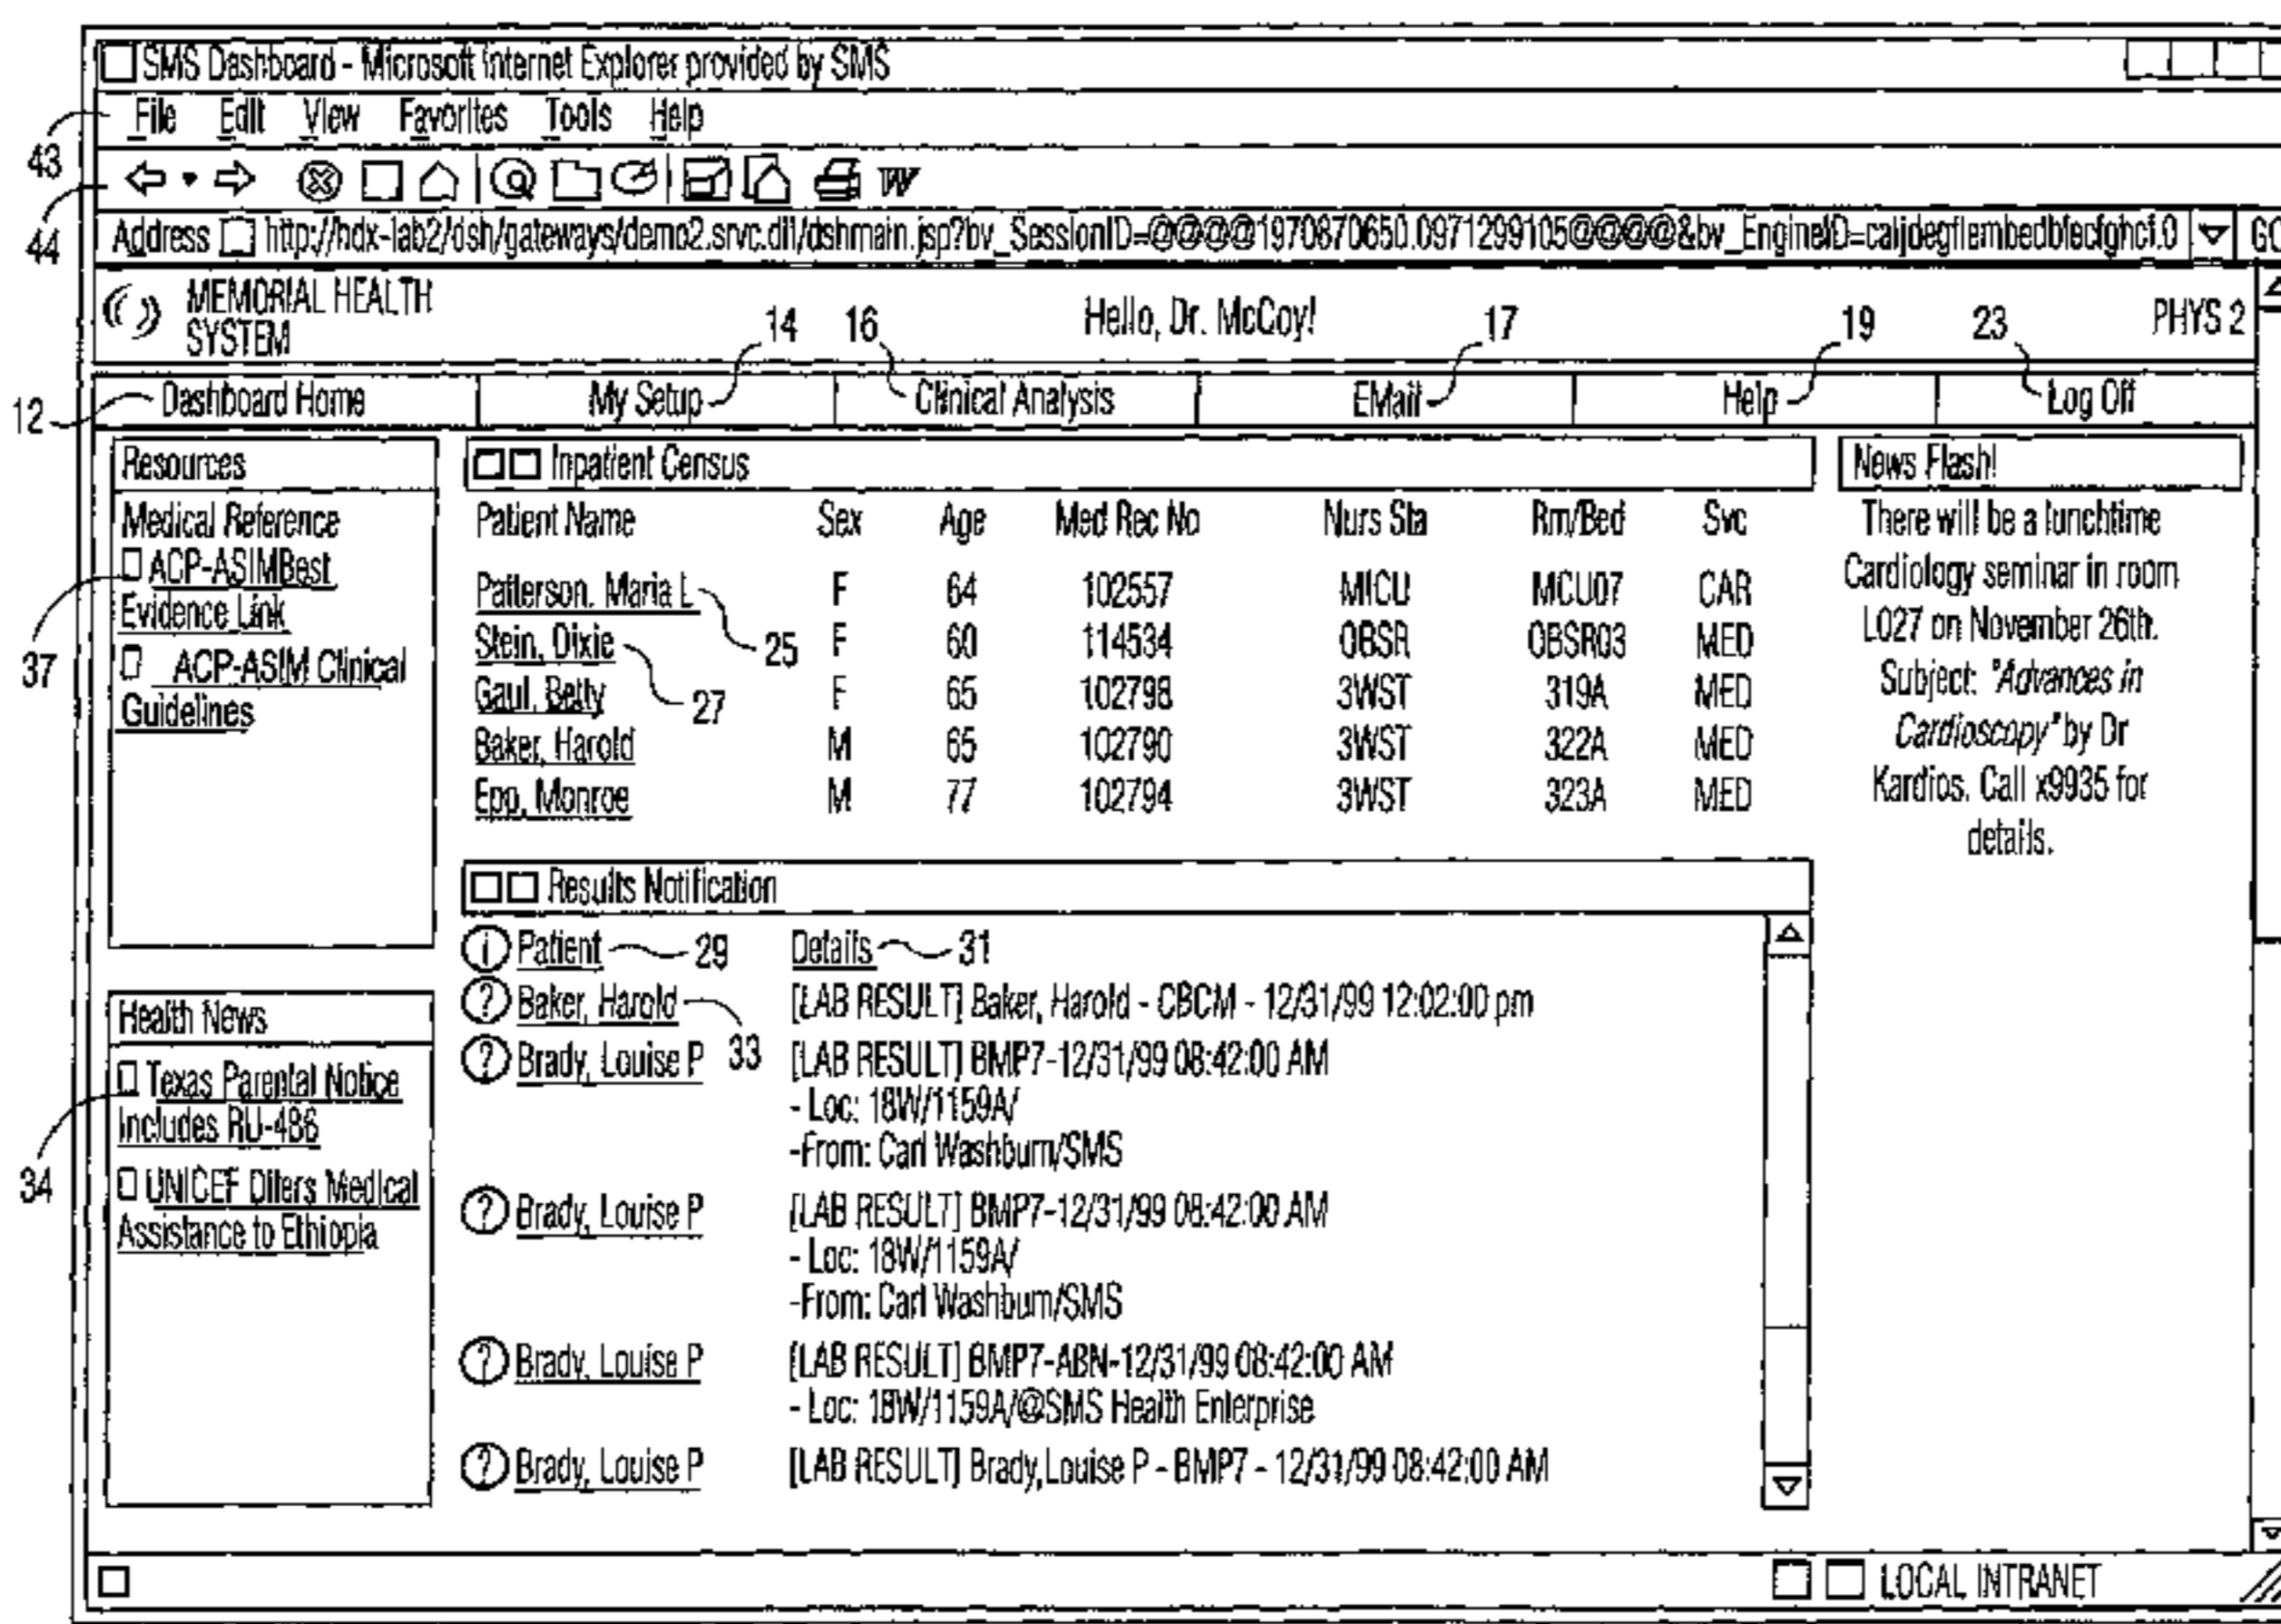 SMS Dashboard - Microsoft Internet Explorer provided by SMS
File Edit View Favorites Tools Help
43
W
44
Address http://hdx-lab2/dsh/gateways/demo2.srvc.dll/dshmain.jsp?bv_SessionID=@@@@1970870650.0971299105@@@@&bv_EngineID= GO
MEMORIAL HEALTH
SYSTEM
Hello, Dr. McCoy!
PHYS 2
14 16 17 19 23
12 Dashboard Home My Setup Clinical Analysis EMail Help Log Off
Resources
Medical Reference
ACP-ASIMBest
Evidence Link
37
ACP-ASIM Clinical
Guidelines
Inpatient Census
Patient Name Sex Age Med Rec No Nurs Sta Rm/Bed Svc
Patterson, Maria L F 64 102557 MICU MCU07 CAR
25
Stein, Dixie F 60 114534 OBSR OBSR03 MED
27
Gaul, Betty F 65 102798 3WST 319A MED
Baker, Harold M 65 102790 3WST 322A MED
Epp, Monroe M 77 102794 3WST 323A MED
News Flash!
There will be a lunchtime
Cardiology seminar in room
L027 on November 26th.
Subject: "Advances in
Cardioscopy" by Dr
Kardios. Call x9935 for
details.
Results Notification
Patient 29 Details 31
Baker, Harold [LAB RESULT] Baker, Harold - CBCM - 12/31/99 12:02:00 pm
33
Brady, Louise P [LAB RESULT] BMP7-12/31/99 08:42:00 AM
- Loc: 18W/1159A/
-From: Carl Washburn/SMS
Brady, Louise P [LAB RESULT] BMP7-12/31/99 08:42:00 AM
- Loc: 18W/1159A/
-From: Carl Washburn/SMS
Brady, Louise P [LAB RESULT] BMP7-ABN-12/31/99 08:42:00 AM
- Loc: 18W/1159A/@SMS Health Enterprise
Brady, Louise P [LAB RESULT] Brady,Louise P - BMP7 - 12/31/99 08:42:00 AM
Health News
Texas Parental Notice
Includes RU-486
34
UNICEF Offers Medical
Assistance to Ethiopia
LOCAL INTRANET